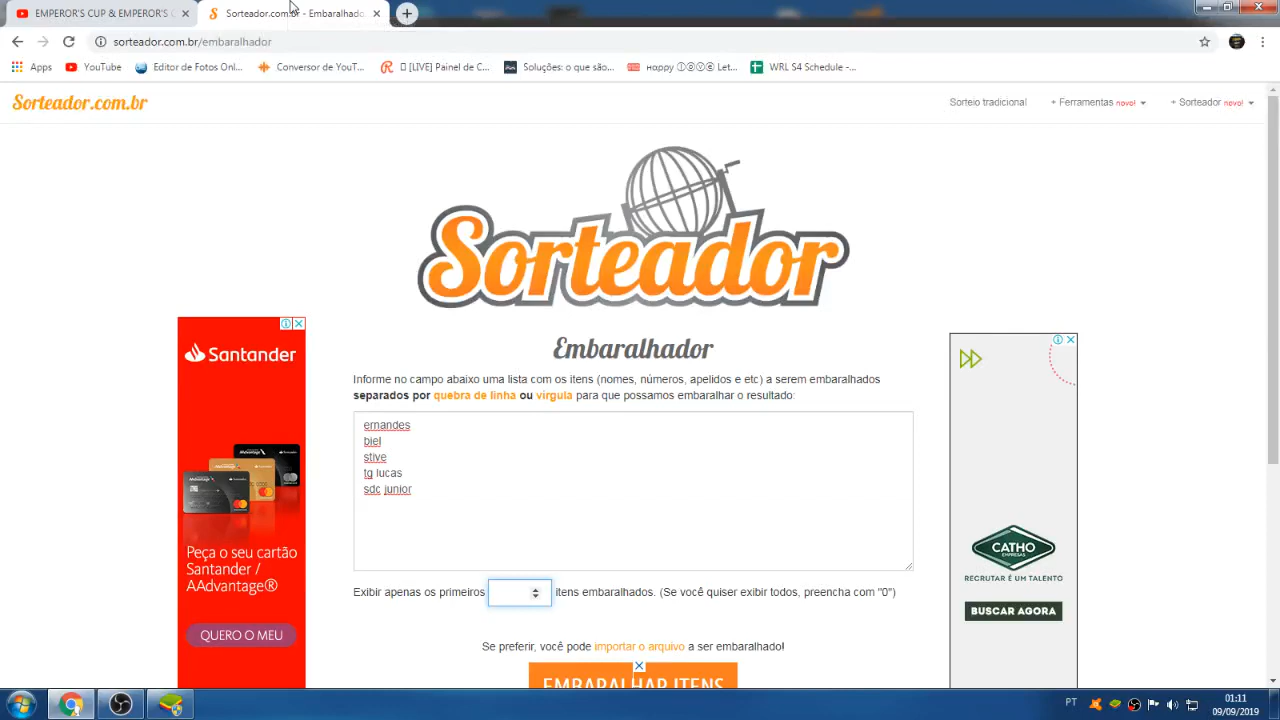 EMPEROR'S CUP & EMPEROR'S C
Sorteador.com.br - Embaralhado
sorteador.com.br/embaralhador
Apps
YouTube
Editor de Fotos Onl...
Conversor de YouT...
[LIVE] Painel de C...
Soluções: o que são...
Hᴀppy ⓛⓞⓥⓔ Let...
WRL S4 Schedule -...
Sorteador.com.br
Sorteio tradicional
+ Ferramentas novo!
+ Sorteador novo!
Sorteador
Embaralhador
Informe no campo abaixo uma lista com os itens (nomes, números, apelidos e etc) a serem embaralhados
separados por quebra de linha ou vírgula para que possamos embaralhar o resultado:
ernandes
biel
stive
tg lucas
sdc junior
Exibir apenas os primeiros itens embaralhados. (Se você quiser exibir todos, preencha com "0")
Se preferir, você pode importar o arquivo a ser embaralhado!
EMBARALHAR ITENS
Santander
Peça o seu cartão
Santander /
AAdvantage®
QUERO O MEU
CATHO
EMPRESAS
RECRUTAR É UM TALENTO
BUSCAR AGORA
PT
01:11
09/09/2019